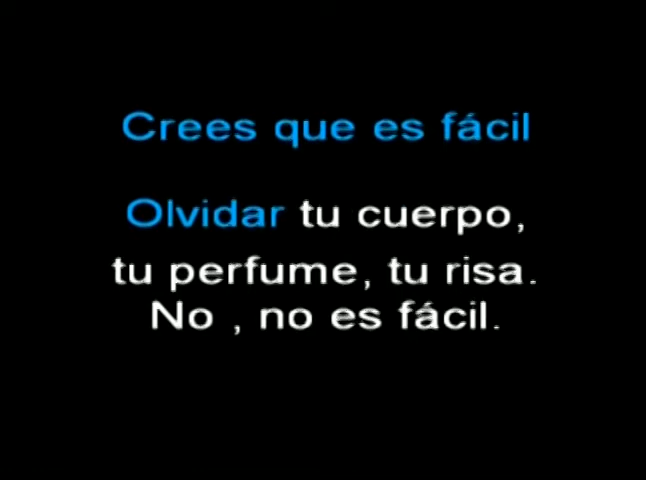 Crees que es fácil
Olvidar tu cuerpo,
tu perfume, tu risa.
No , no es fácil.